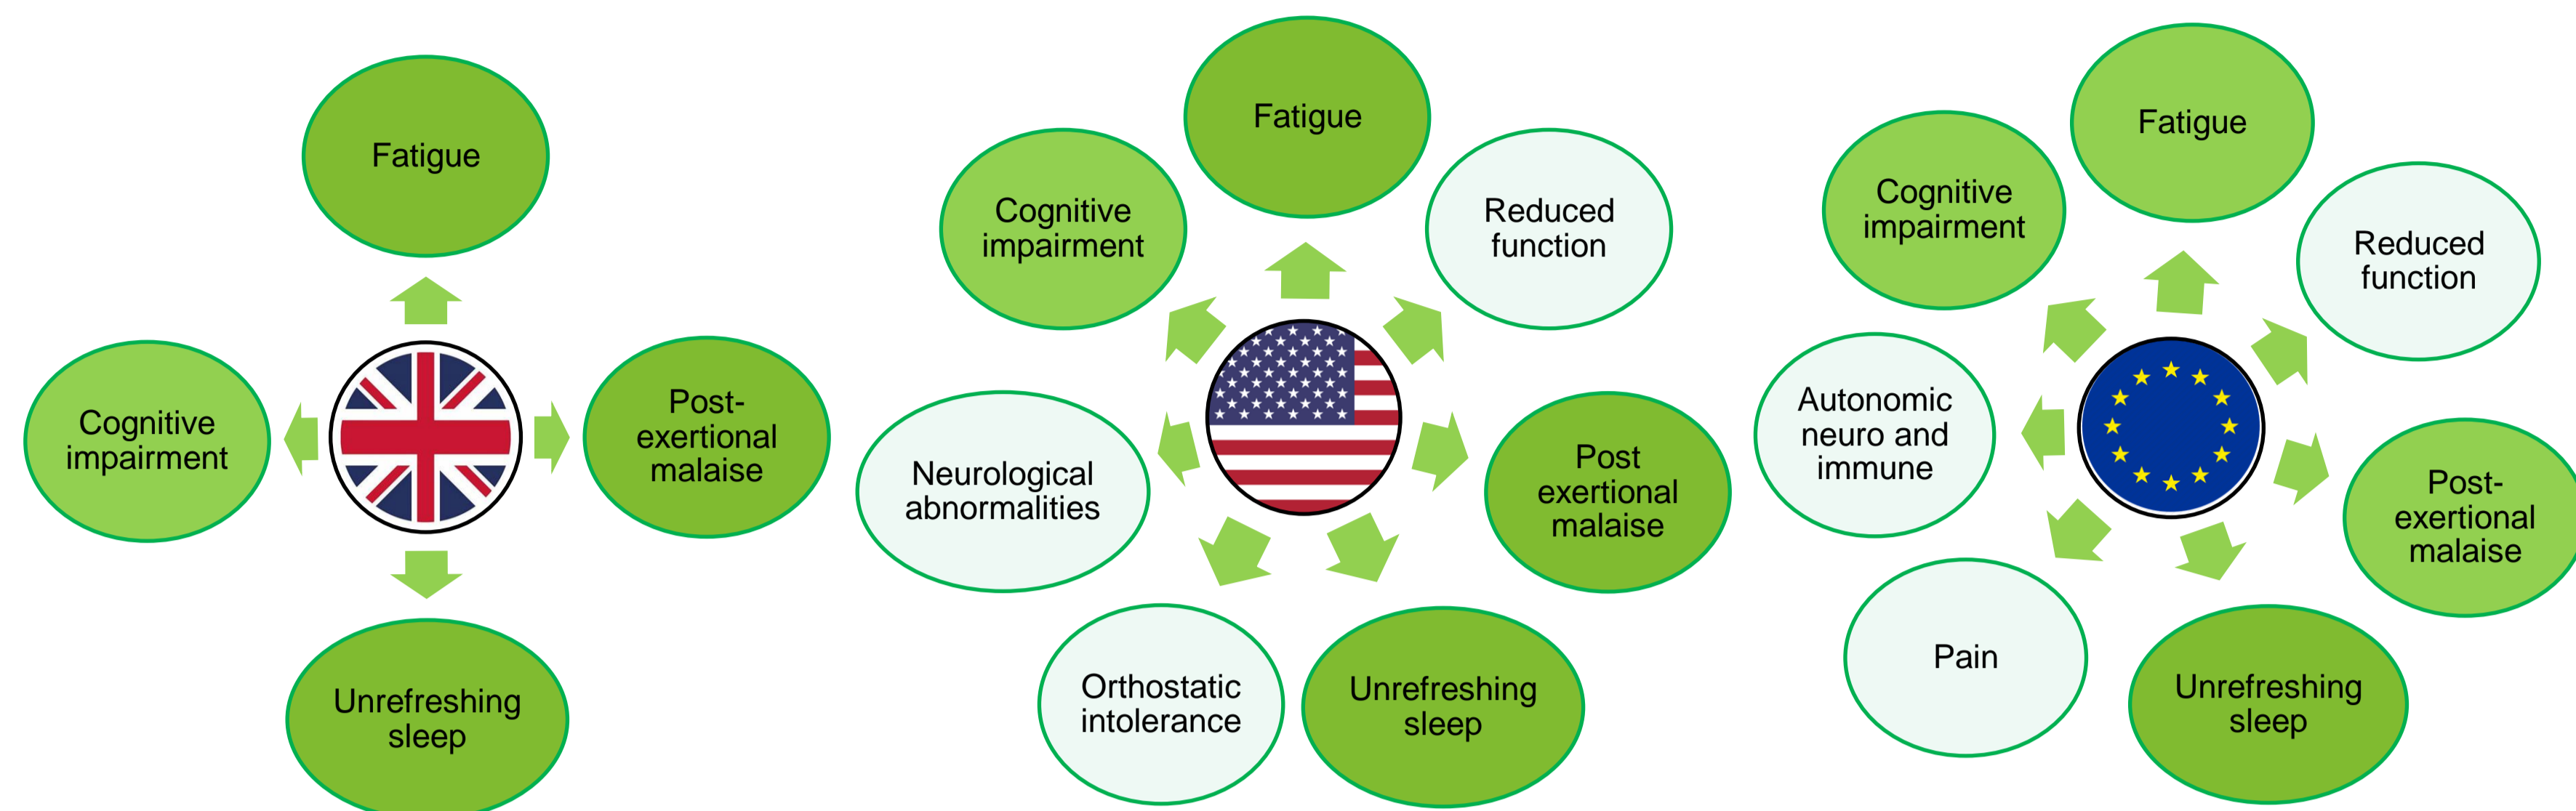 Fatigue
Cognitive
impairment
Post-
exertional
malaise
Unrefreshing
sleep
Fatigue
Cognitive
impairment
Reduced
function
Neurological
abnormalities
Post
exertional
malaise
Orthostatic
intolerance
Unrefreshing
sleep
Fatigue
Cognitive
impairment
Reduced
function
Autonomic
neuro and
immune
Post-
exertional
malaise
Pain
Unrefreshing
sleep